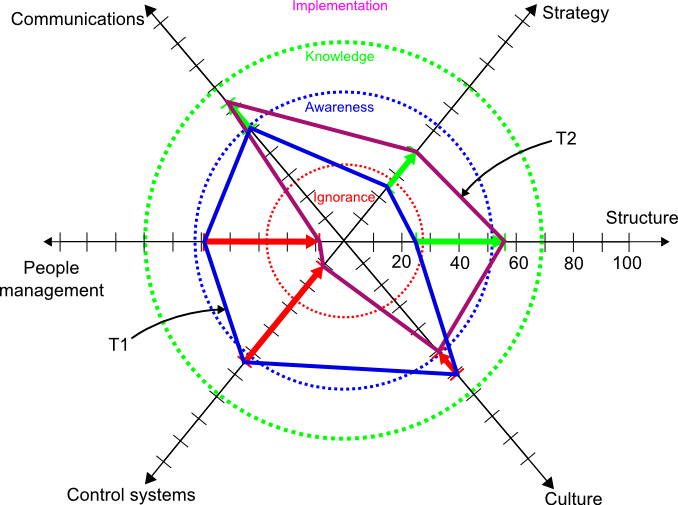 Implementation
Communications
Strategy
Knowledge
Awareness
T2
Ignorance
Structure
20 40 60 80 100
People
management
T1
Control systems
Culture